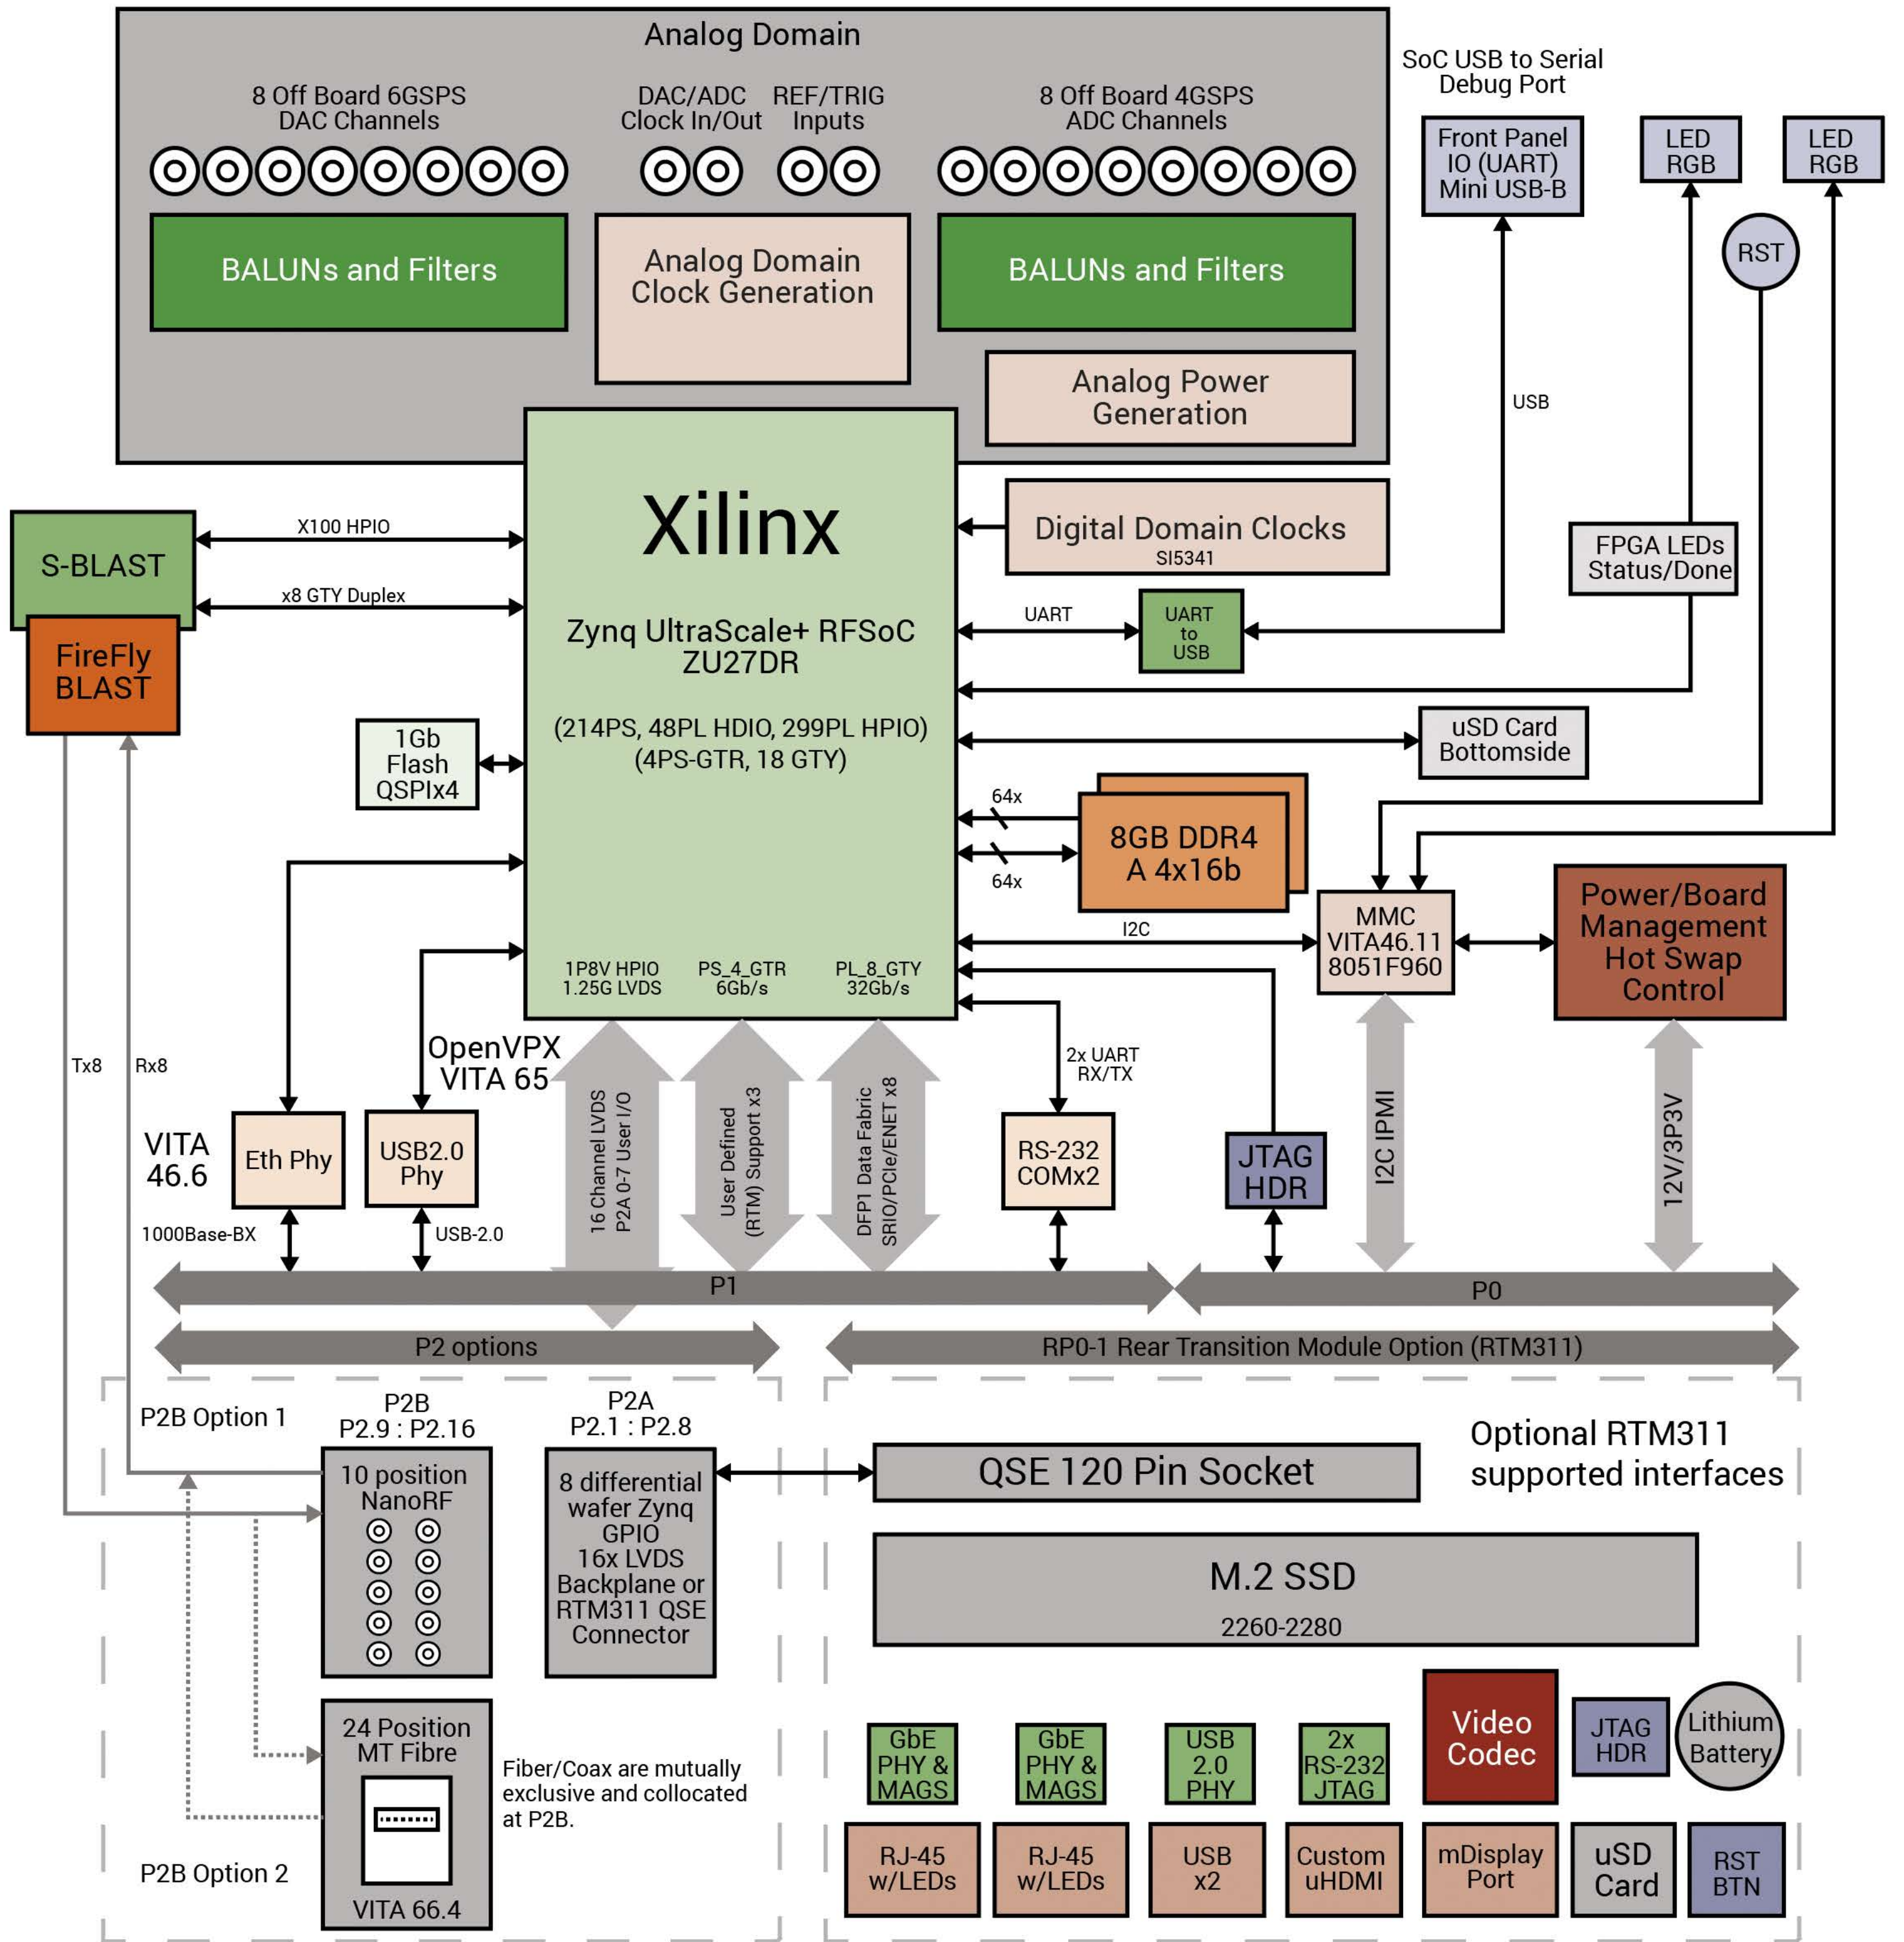 Analog Domain
8 Off Board 6GSPS
DAC Channels
DAC/ADC
Clock In/Out
REF/TRIG
Inputs
8 Off Board 4GSPS
ADC Channels
SoC USB to Serial
Debug Port
Front Panel
IO (UART)
Mini USB-B
LED
RGB
LED
RGB
RST
BALUNs and Filters
Analog Domain
Clock Generation
BALUNs and Filters
Analog Power
Generation
USB
Xilinx
Zynq UltraScale+ RFSoC
ZU27DR
(214PS, 48PL HDIO, 299PL HPIO)
(4PS-GTR, 18 GTY)
1P8V HPIO
1.25G LVDS
PS_4_GTR
6Gb/s
PL_8_GTY
32Gb/s
S-BLAST
FireFly
BLAST
X100 HPIO
x8 GTY Duplex
Digital Domain Clocks
SI5341
FPGA LEDs
Status/Done
UART
UART
to
USB
1Gb
Flash
QSPIx4
uSD Card
Bottomside
64x
64x
8GB DDR4
A 4x16b
I2C
MMC
VITA46.11
8051F960
Power/Board
Management
Hot Swap
Control
Tx8
Rx8
OpenVPX
VITA 65
VITA
46.6
Eth Phy
USB2.0
Phy
1000Base-BX
USB-2.0
16 Channel LVDS
P2A 0-7 User I/O
User Defined
(RTM) Support x3
DFP1 Data Fabric
SRIO/PCIe/ENET x8
2x UART
RX/TX
RS-232
COMx2
JTAG
HDR
I2C IPMI
12V/3P3V
P1
P0
P2 options
RP0-1 Rear Transition Module Option (RTM311)
P2B Option 1
P2B
P2.9 : P2.16
P2A
P2.1 : P2.8
10 position
NanoRF
8 differential
wafer Zynq
GPIO
16x LVDS
Backplane or
RTM311 QSE
Connector
QSE 120 Pin Socket
Optional RTM311
supported interfaces
M.2 SSD
2260-2280
24 Position
MT Fibre
VITA 66.4
Fiber/Coax are mutually
exclusive and collocated
at P2B.
P2B Option 2
GbE
PHY &
MAGS
GbE
PHY &
MAGS
USB
2.0
PHY
2x
RS-232
JTAG
Video
Codec
JTAG
HDR
Lithium
Battery
RJ-45
w/LEDs
RJ-45
w/LEDs
USB
x2
Custom
uHDMI
mDisplay
Port
uSD
Card
RST
BTN